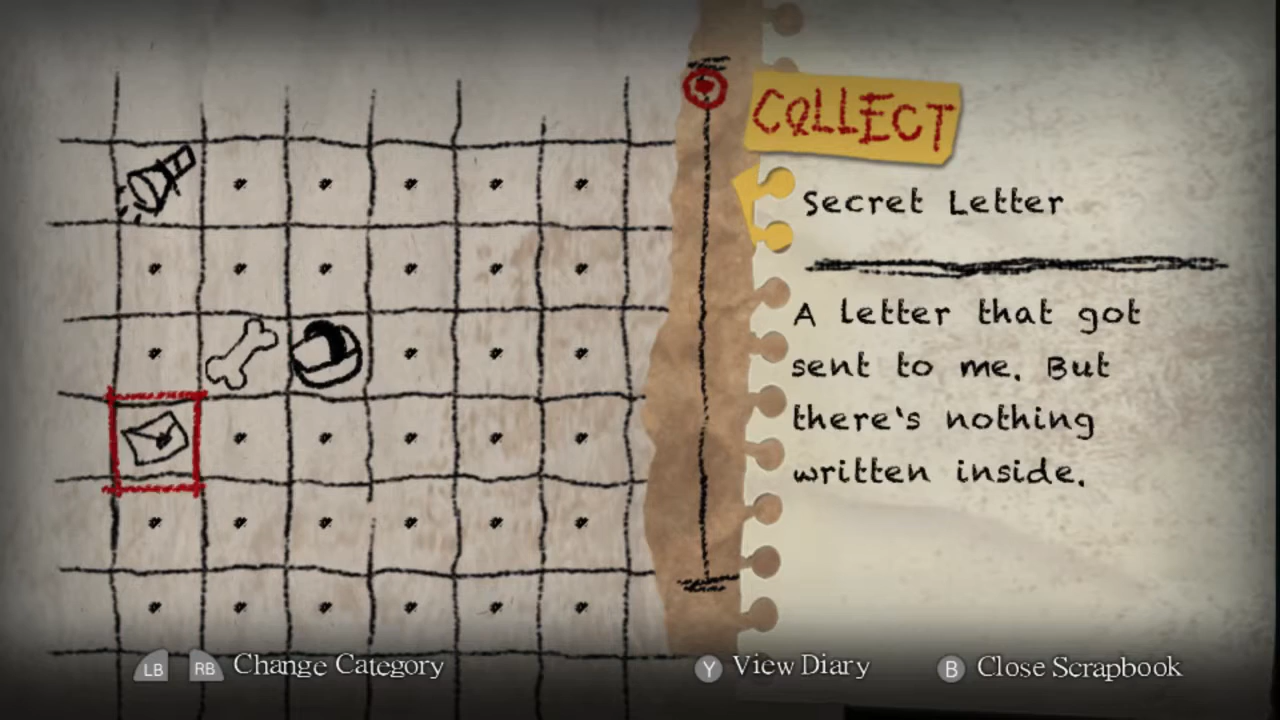 COLLECT
Secret Letter
A letter that got
sent to me. But
there's nothing
written inside.
LB RB Change Category
Y View Diary
B Close Scrapbook